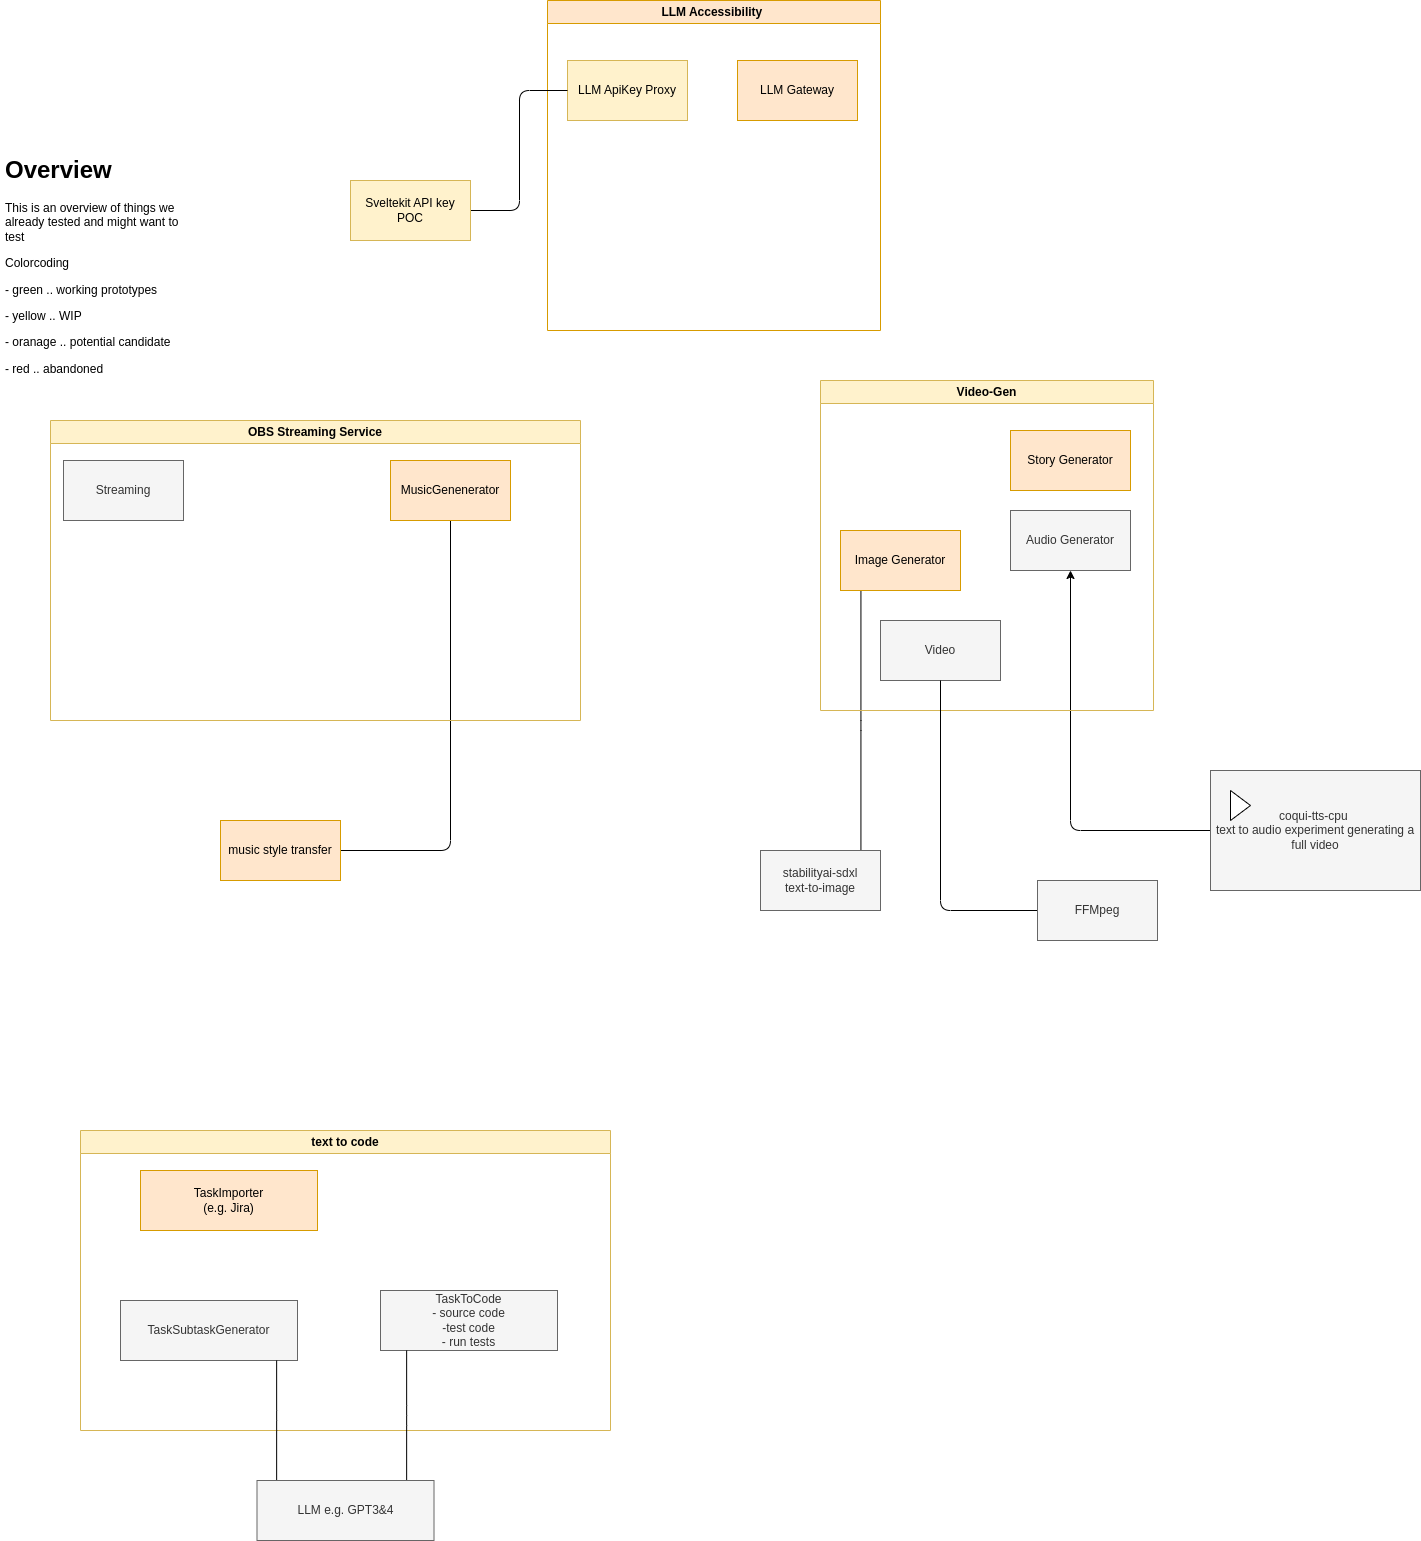 LLM Accessibility
LLM ApiKey Proxy
LLM Gateway
Overview
This is an overview of things we
already tested and might want to
test
Colorcoding
- green .. working prototypes
- yellow .. WIP
- oranage .. potential candidate
- red .. abandoned
Sveltekit API key
POC
OBS Streaming Service
Streaming
MusicGenenerator
music style transfer
Video-Gen
Story Generator
Audio Generator
Image Generator
Video
coqui-tts-cpu
text to audio experiment generating a
full video
stabilityai-sdxl
text-to-image
FFMpeg
text to code
TaskImporter
(e.g. Jira)
TaskSubtaskGenerator
TaskToCode
- source code
-test code
- run tests
LLM e.g. GPT3&4